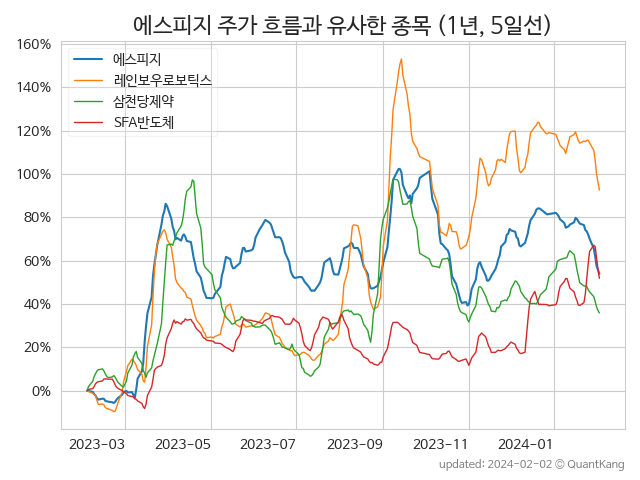 에스피지 주가 흐름과 유사한 종목 (1년, 5일선)
160%
140%
120%
100%
80%
60%
40%
20%
0%
에스피지
레인보우로보틱스
삼천당제약
SFA반도체
2023-03 2023-05 2023-07 2023-09 2023-11 2024-01
updated: 2024-02-02 © QuantKang